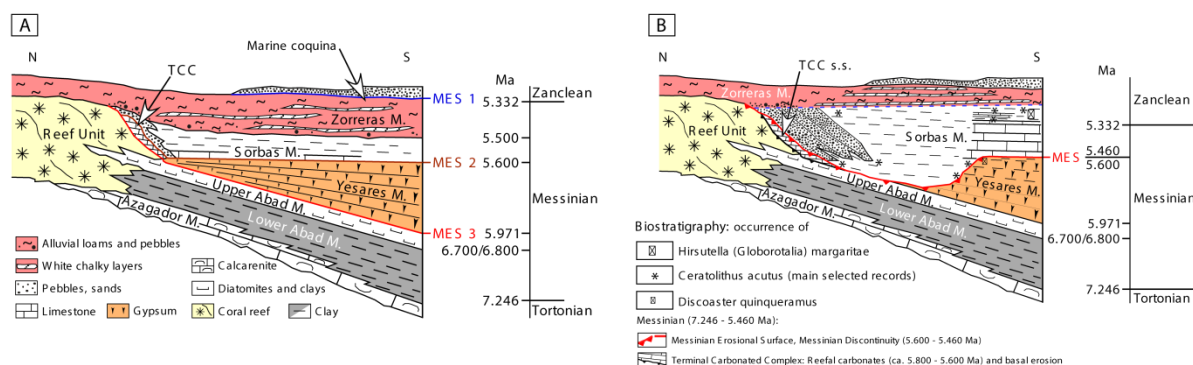 A
N
S
TCC
Marine coquina
Ma
MES 1
5.332
Zanclean
Reef Unit
Zorreras M.
5.500
Sorbas M.
MES 2
5.600
Yesares M.
Messinian
Upper Abad M.
Lower Abad M.
Azagador M.
MES 3
5.971
6.700/6.800
7.246
Tortonian
Alluvial loams and pebbles
White chalky layers
Calcarenite
Pebbles, sands
Diatomites and clays
Limestone
Gypsum
Coral reef
Clay
B
N
S
TCC s.s.
Ma
Zorreras M.
Zanclean
Reef Unit
Sorbas M.
5.332
5.460
MES
5.600
Yesares M.
Messinian
Upper Abad M.
Lower Abad M.
Azagador M.
5.971
6.700/6.800
7.246
Tortonian
Biostratigraphy: occurrence of
Hirsutella (Globorotalia) margaritae
Ceratolithus acutus (main selected records)
Discoaster quinqueramus
Messinian (7.246 - 5.460 Ma):
Messinian Erosional Surface, Messinian Discontinuity (5.600 - 5.460 Ma)
Terminal Carbonated Complex: Reefal carbonates (ca. 5.800 - 5.600 Ma) and basal erosion